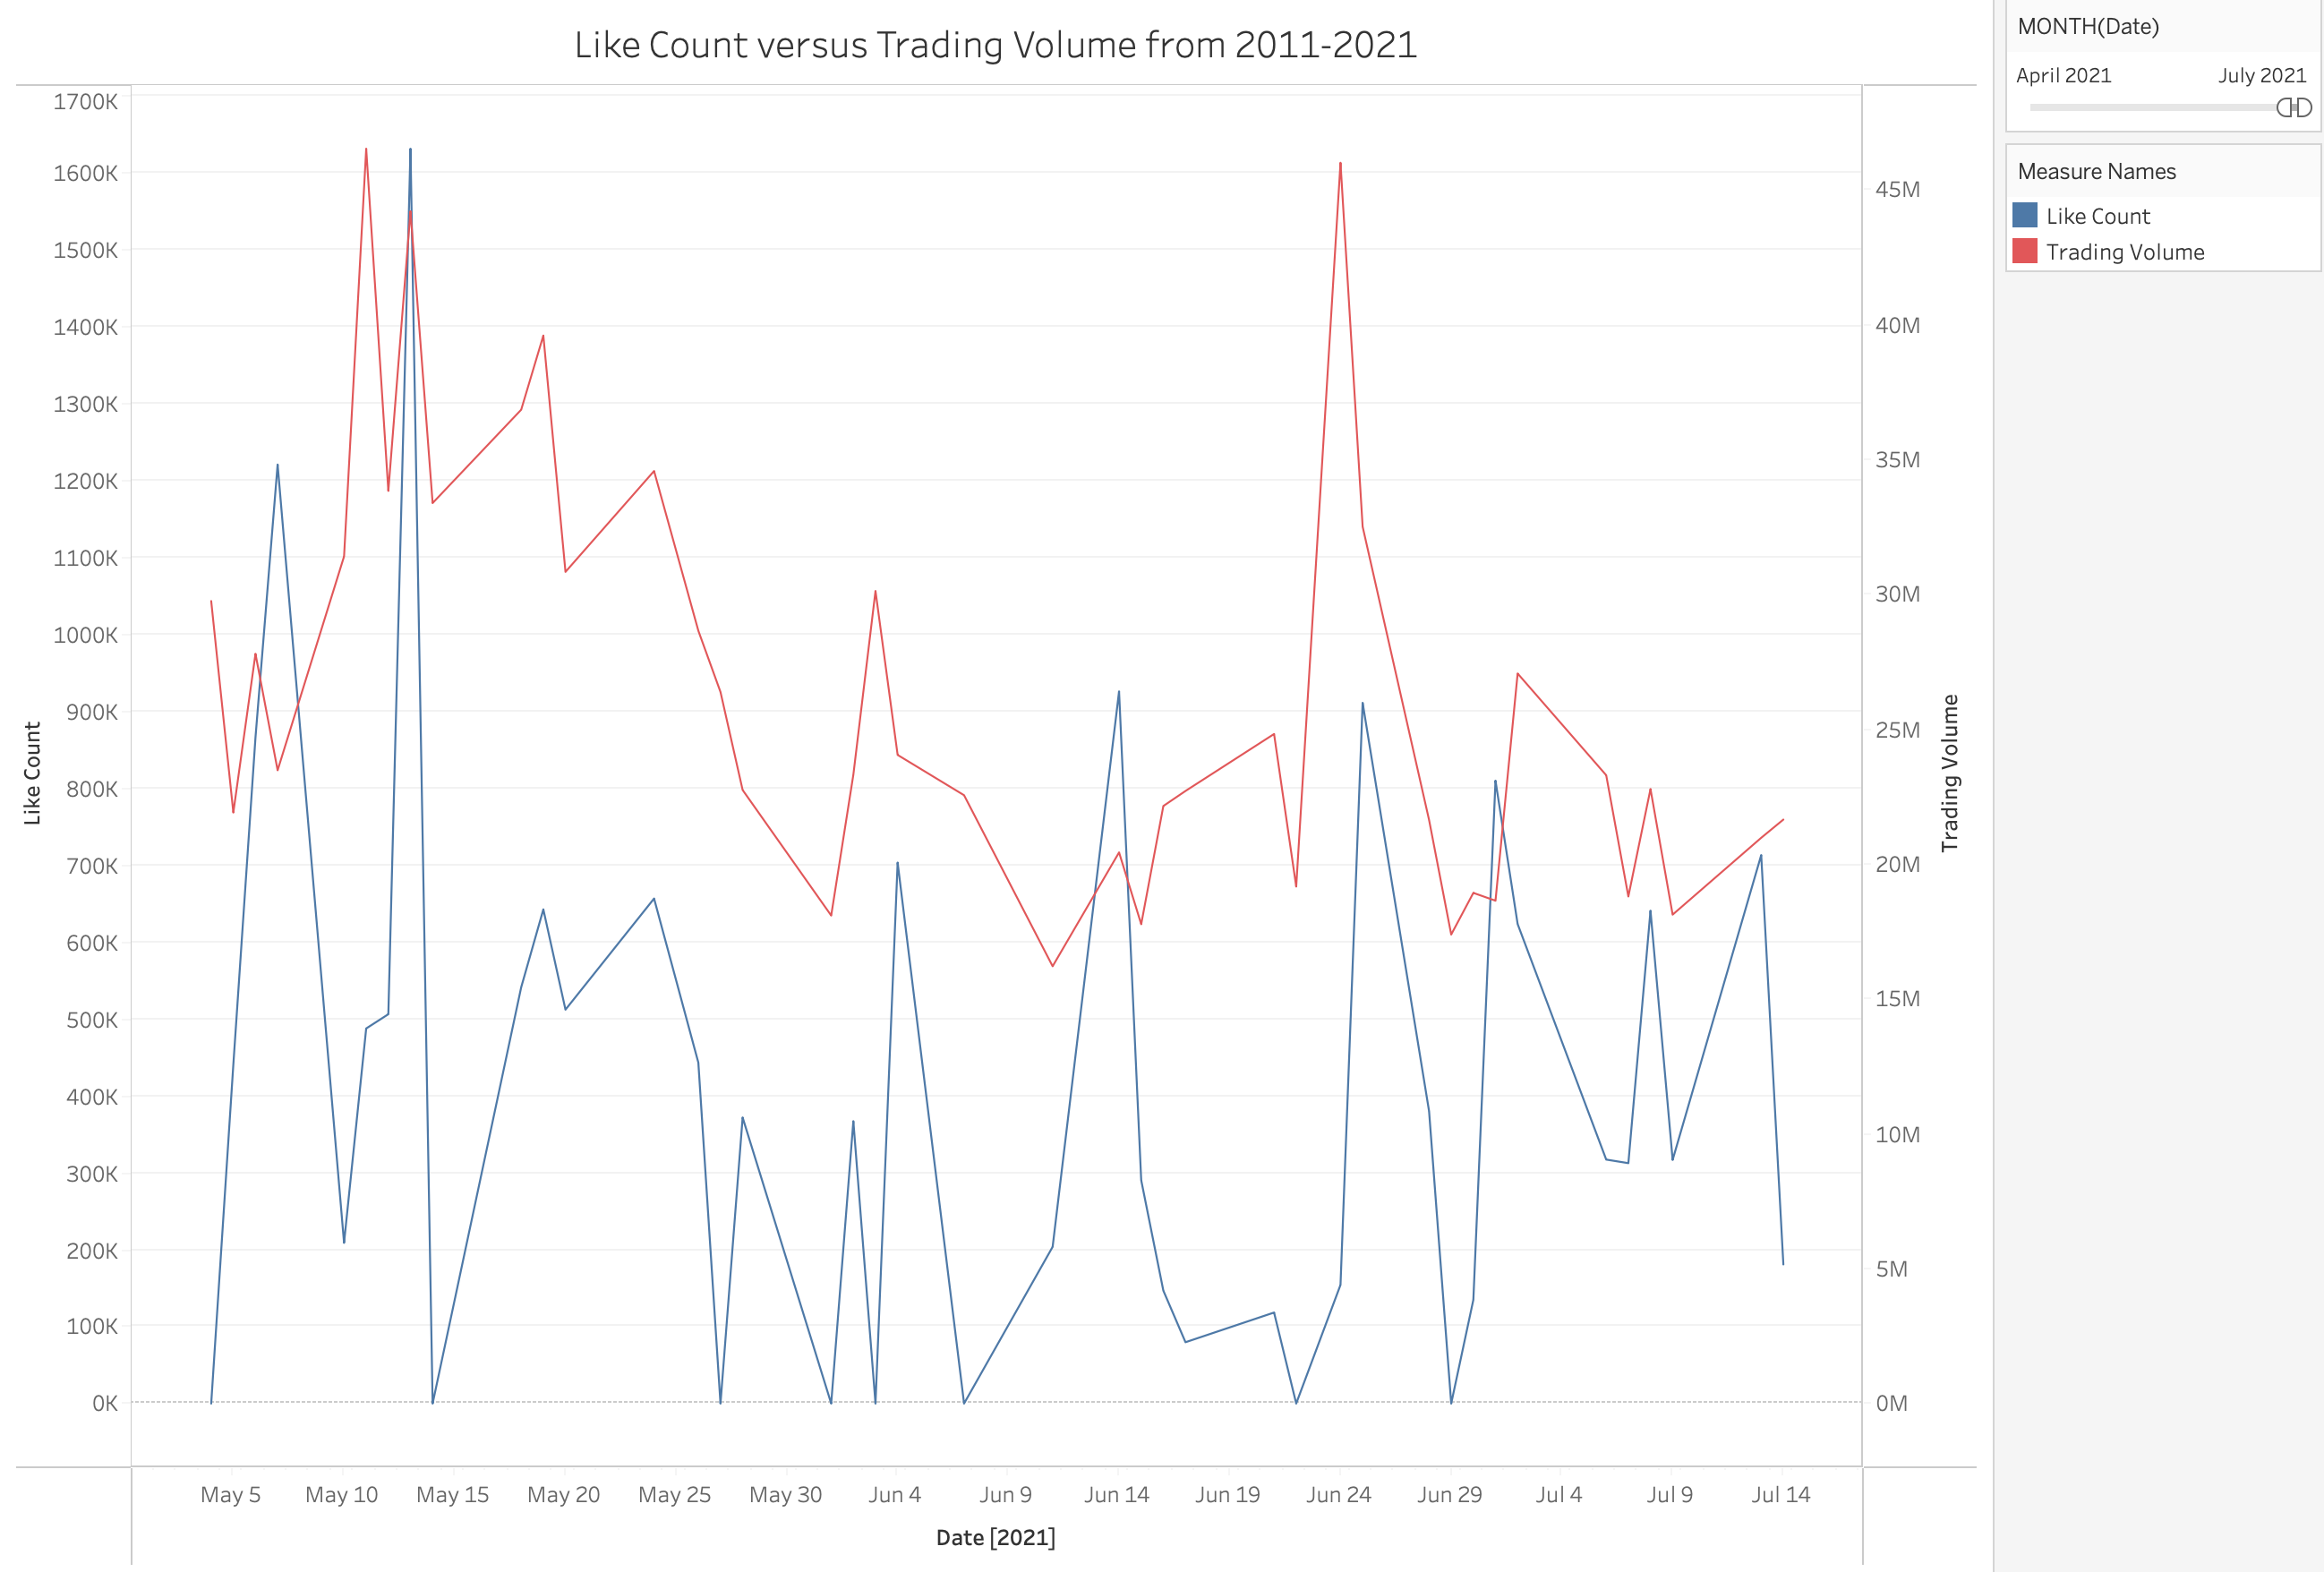 Like Count versus Trading Volume from 2011-2021
1700K
1600K
1500K
1400K
1300K
1200K
1100K
1000K
900K
800K
700K
600K
500K
400K
300K
200K
100K
0K
Like Count
45M
40M
35M
30M
25M
20M
15M
10M
5M
0M
Trading Volume
May 5 May 10 May 15 May 20 May 25 May 30 Jun 4 Jun 9 Jun 14 Jun 19 Jun 24 Jun 29 Jul 4 Jul 9 Jul 14
Date [2021]
MONTH(Date)
April 2021 July 2021
Measure Names
Like Count
Trading Volume